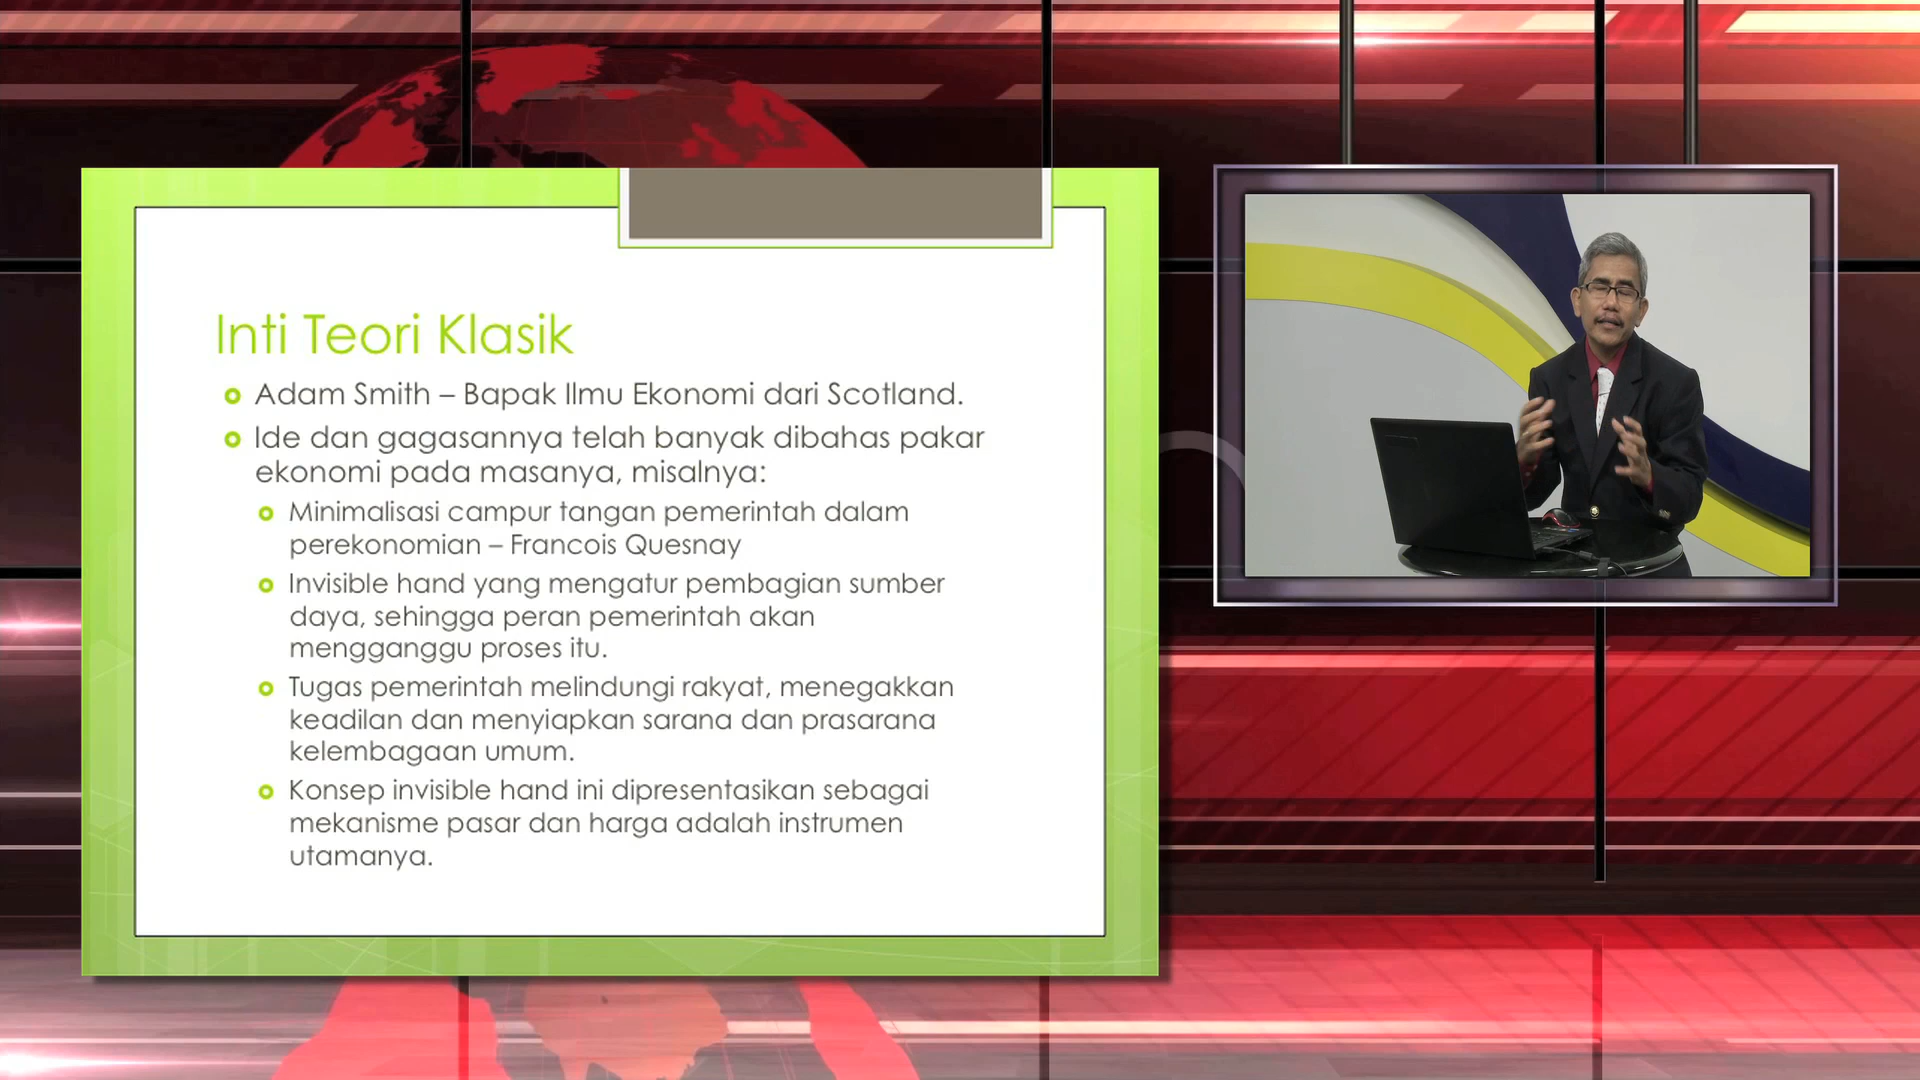 Inti Teori Klasik
Adam Smith – Bapak Ilmu Ekonomi dari Scotland.
Ide dan gagasannya telah banyak dibahas pakar
ekonomi pada masanya, misalnya:
Minimalisasi campur tangan pemerintah dalam
perekonomian – Francois Quesnay
Invisible hand yang mengatur pembagian sumber
daya, sehingga peran pemerintah akan
mengganggu proses itu.
Tugas pemerintah melindungi rakyat, menegakkan
keadilan dan menyiapkan sarana dan prasarana
kelembagaan umum.
Konsep invisible hand ini dipresentasikan sebagai
mekanisme pasar dan harga adalah instrumen
utamanya.